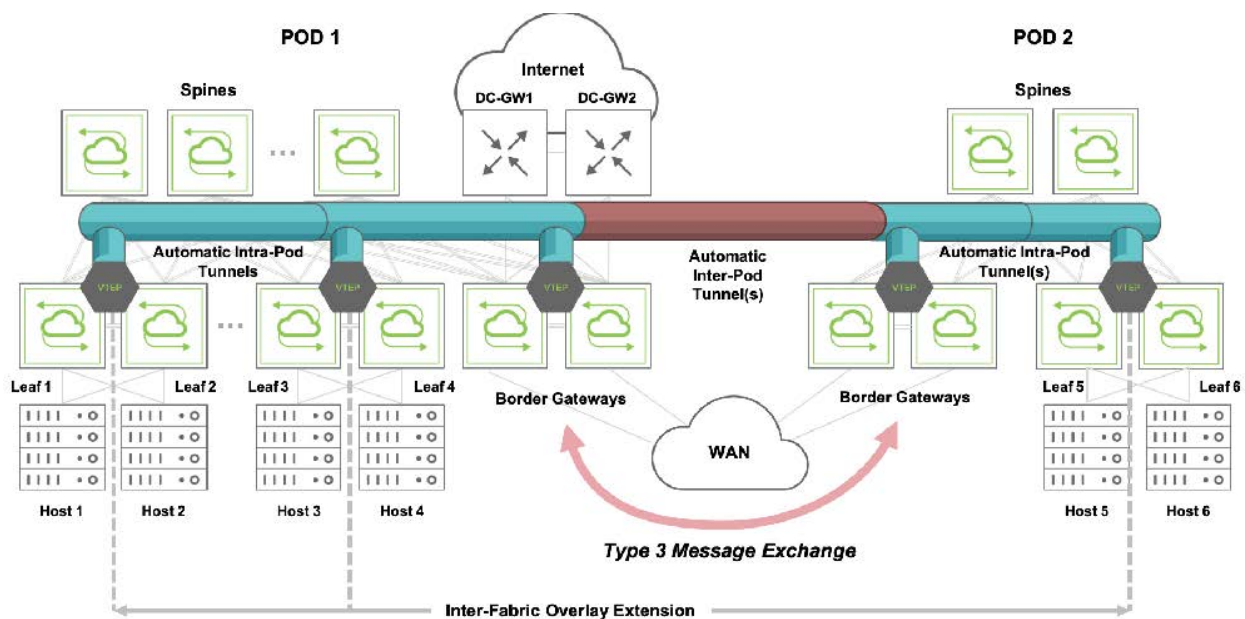 POD 1
POD 2
Internet
Spines
DC-GW1
DC-GW2
Spines
...
Automatic Intra-Pod
Tunnels
Automatic
Inter-Pod
Tunnel(s)
Automatic Intra-Pod
Tunnel(s)
VTEP
VTEP
VTEP
VTEP
VTEP
...
Leaf 1
Leaf 2
Leaf 3
Leaf 4
Border Gateways
Border Gateways
Leaf 5
Leaf 6
WAN
Host 1
Host 2
Host 3
Host 4
Host 5
Host 6
Type 3 Message Exchange
Inter-Fabric Overlay Extension